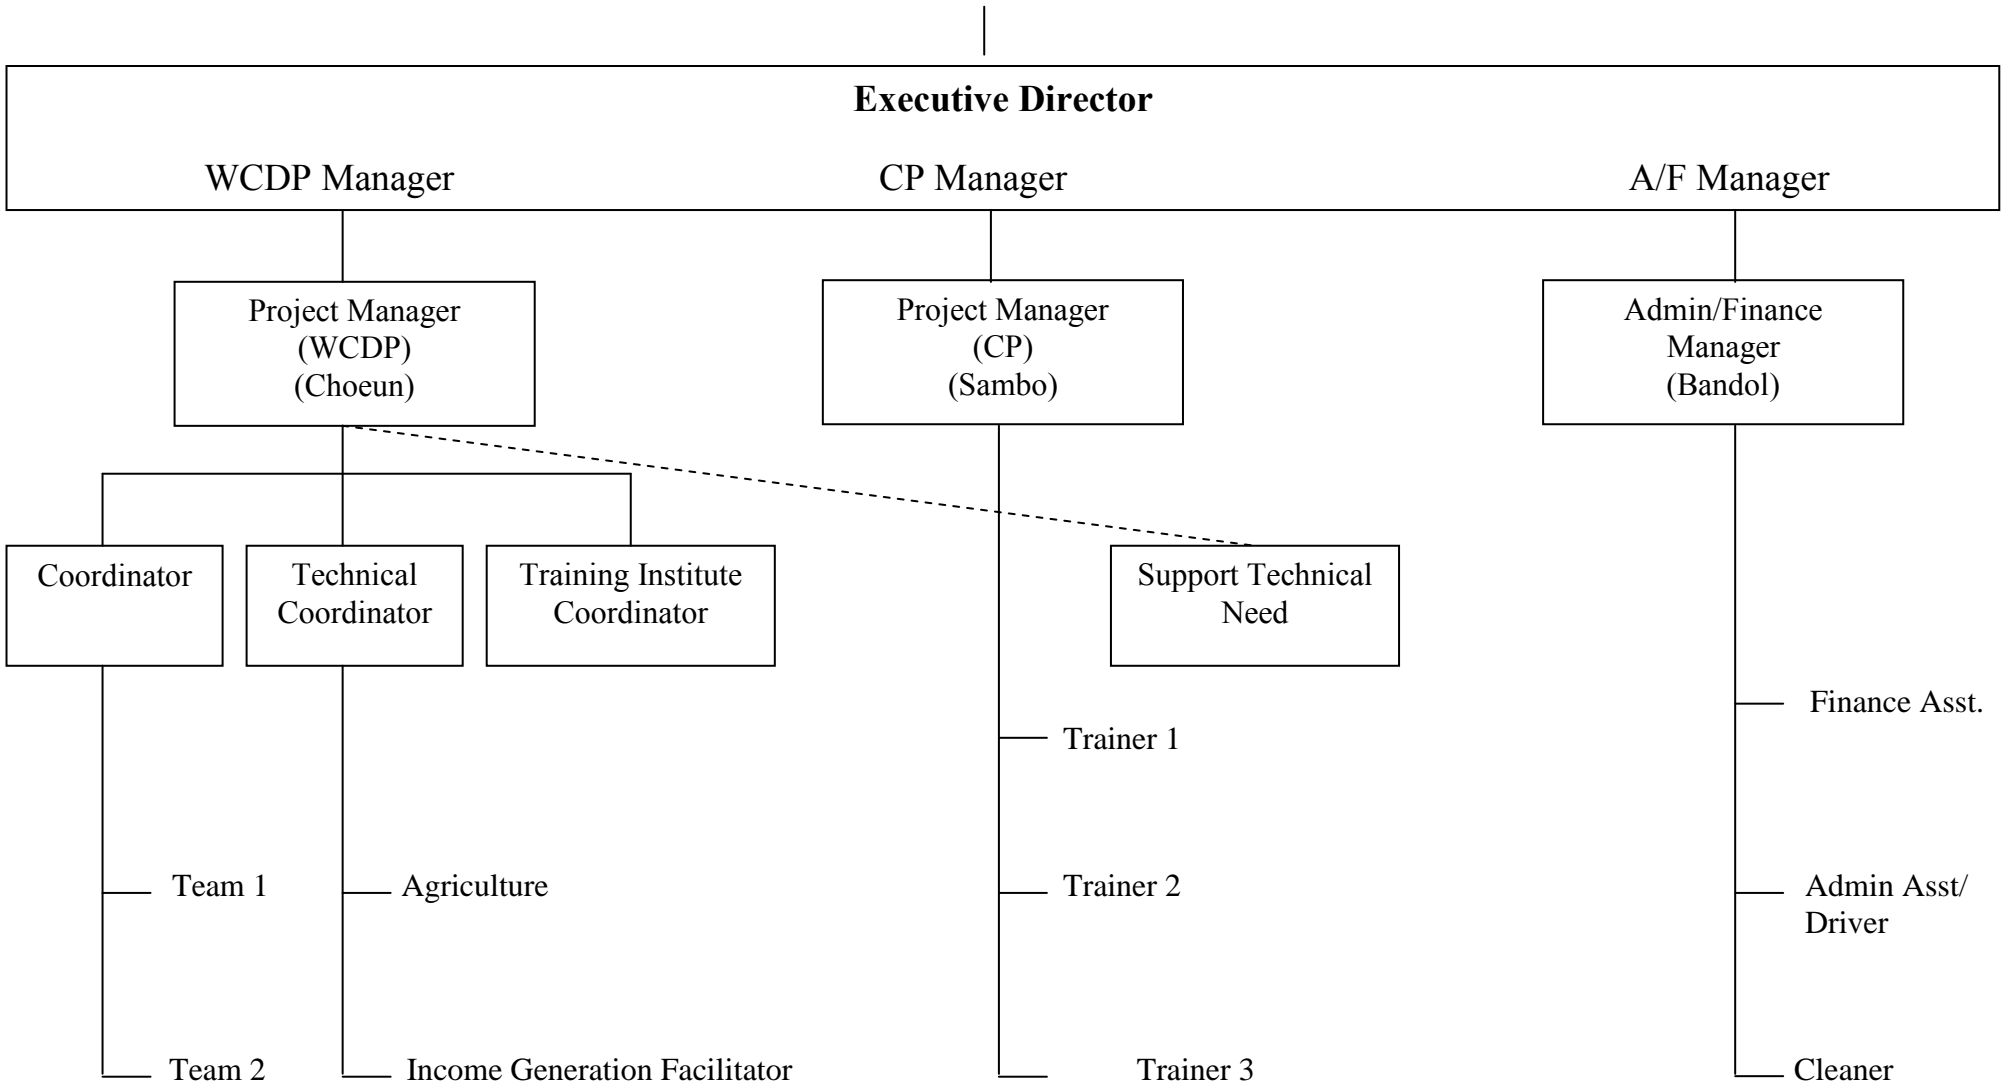 Executive Director
WCDP Manager
CP Manager
A/F Manager
Project Manager
(WCDP)
(Choeun)
Project Manager
(CP)
(Sambo)
Admin/Finance
Manager
(Bandol)
Coordinator
Technical
Coordinator
Training Institute
Coordinator
Support Technical
Need
Finance Asst.
Trainer 1
Team 1
Agriculture
Trainer 2
Admin Asst/
Driver
Team 2
Income Generation Facilitator
Trainer 3
Cleaner